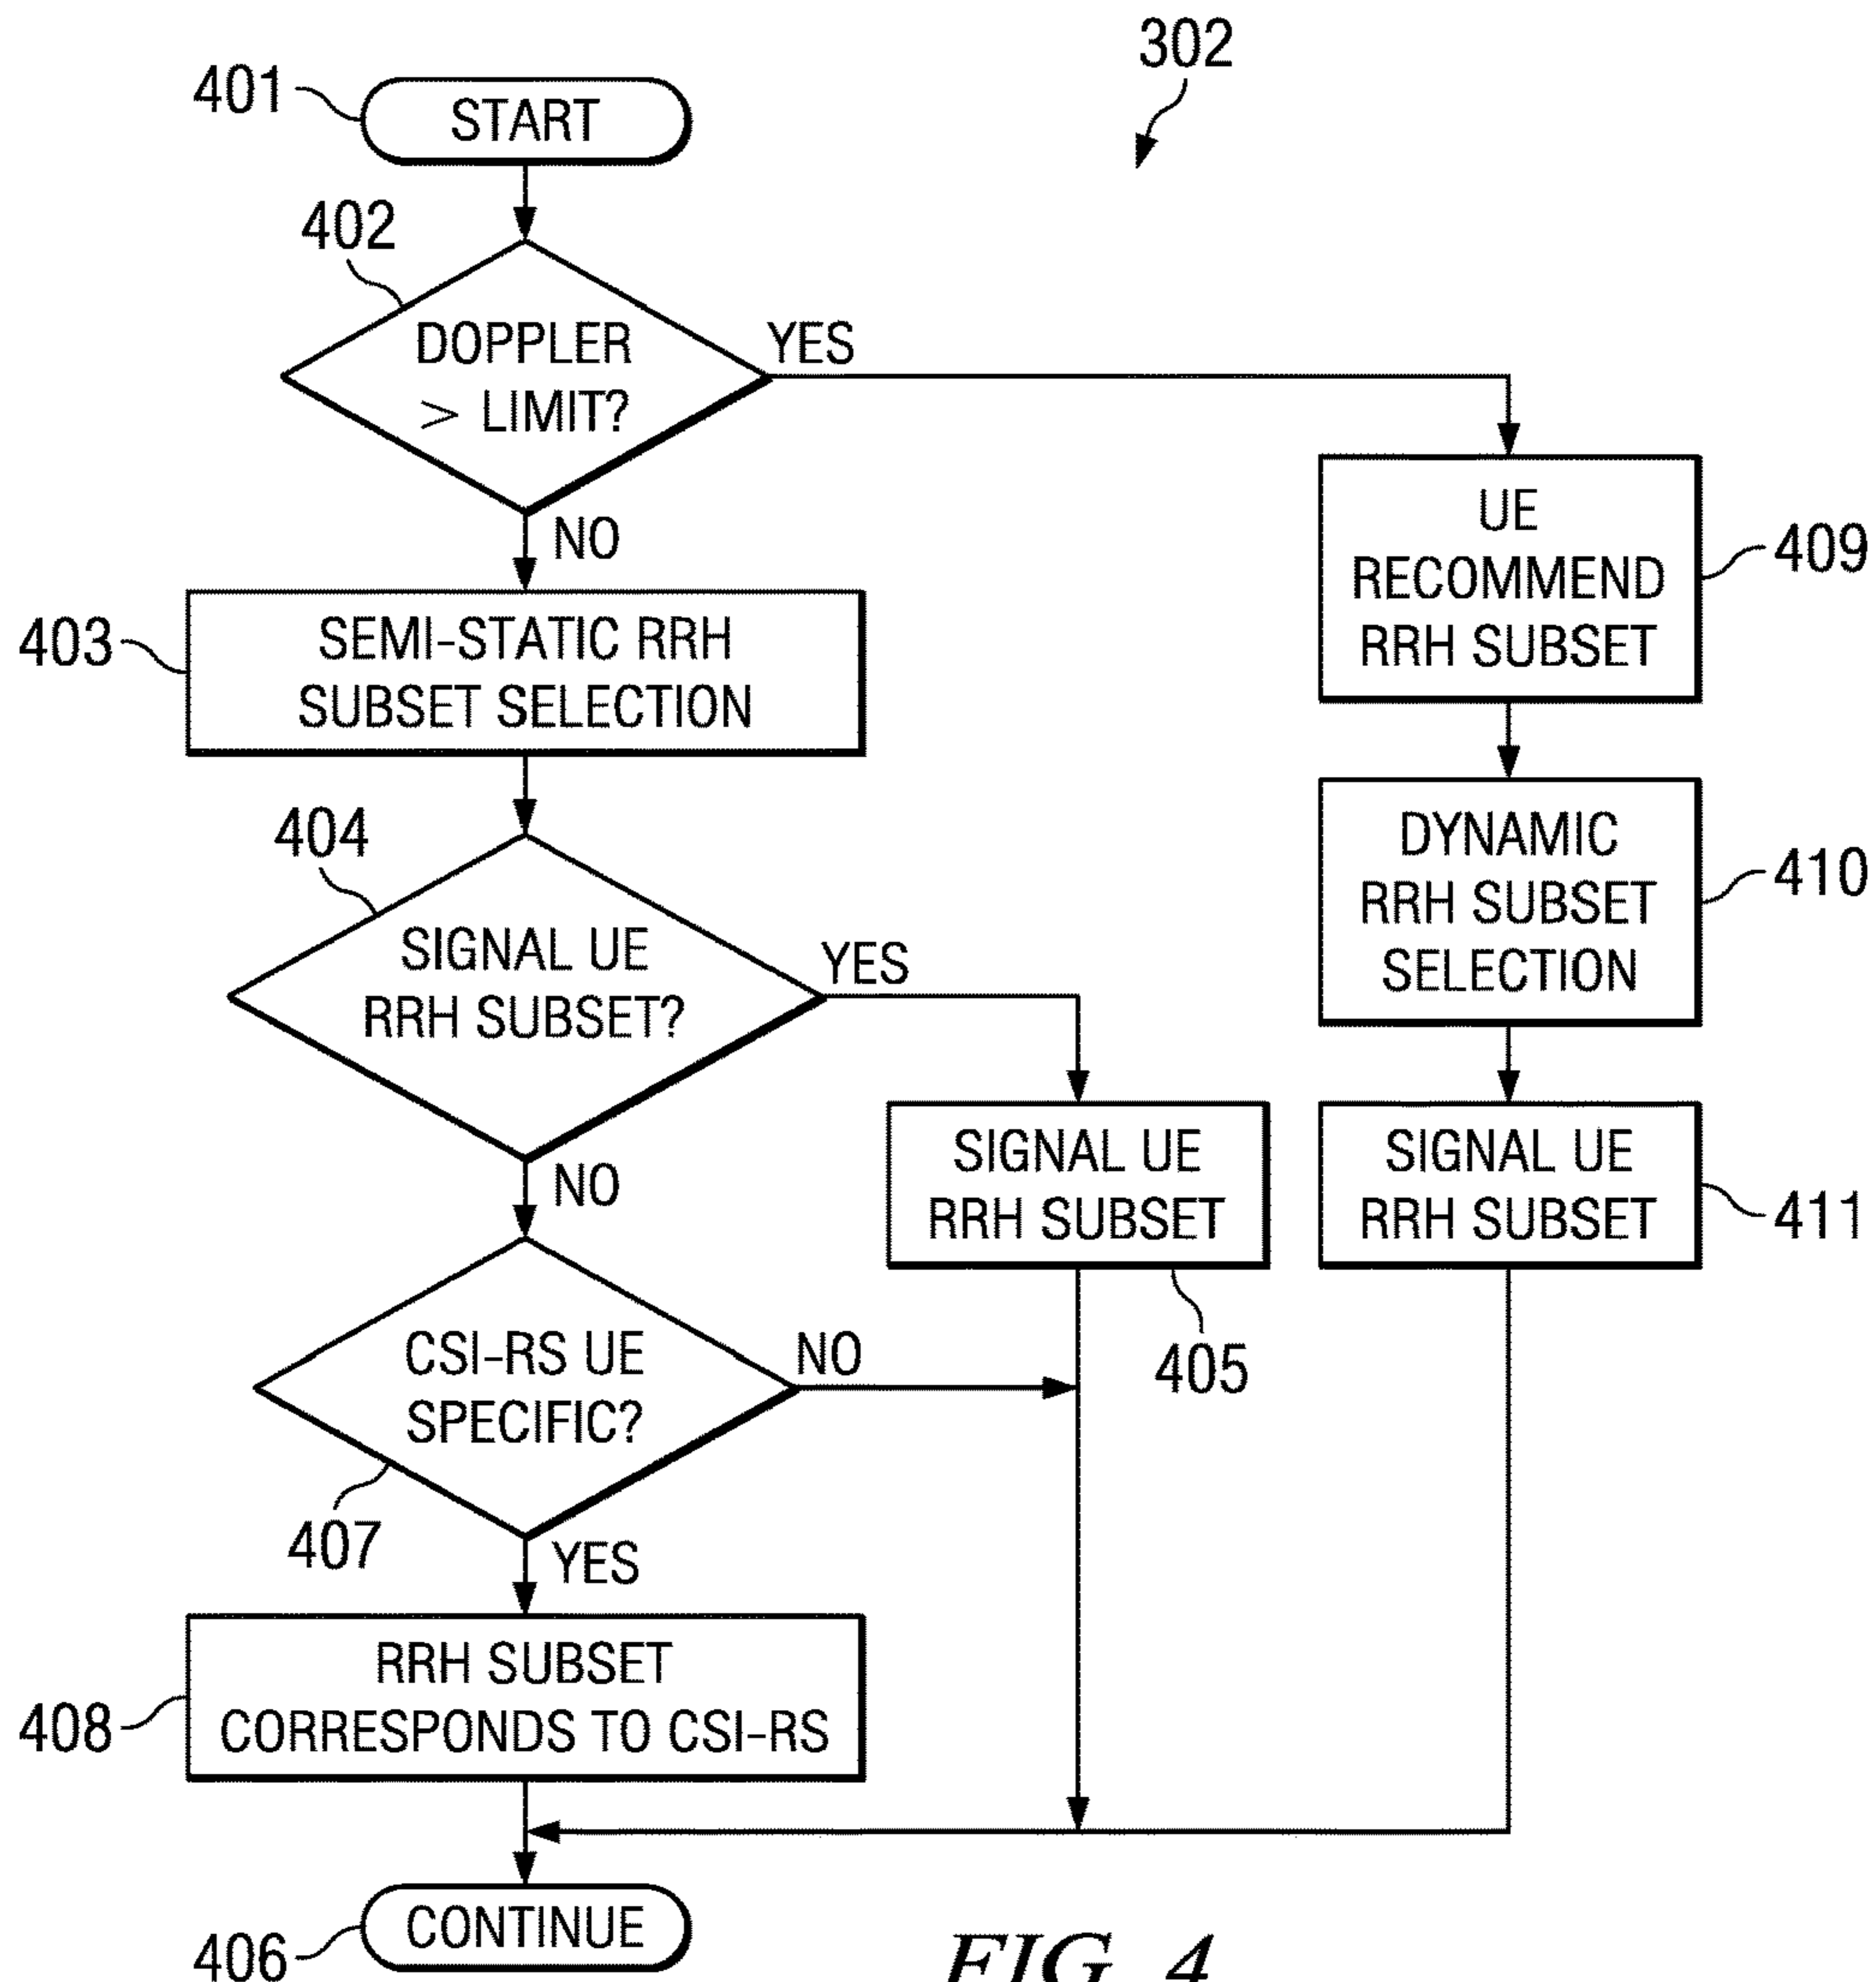 302
401
START
402
DOPPLER
> LIMIT?
YES
NO
UE
RECOMMEND
RRH SUBSET
409
403
SEMI-STATIC RRH
SUBSET SELECTION
DYNAMIC
RRH SUBSET
SELECTION
410
404
SIGNAL UE
RRH SUBSET?
YES
NO
SIGNAL UE
RRH SUBSET
405
SIGNAL UE
RRH SUBSET
411
CSI-RS UE
SPECIFIC?
NO
407
YES
408
RRH SUBSET
CORRESPONDS TO CSI-RS
406
CONTINUE
FIG. 4